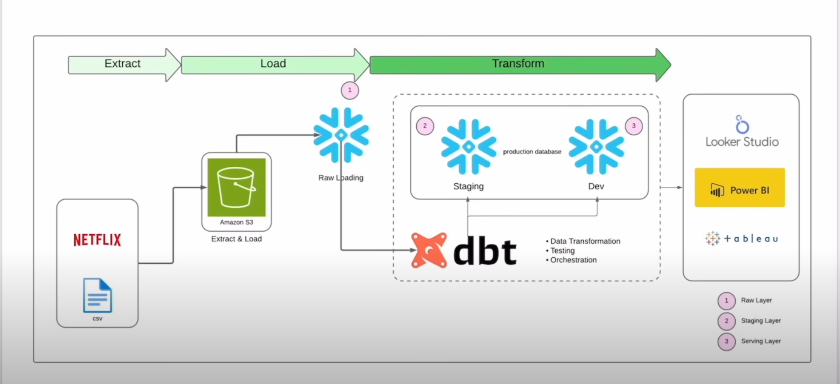 Extract
Load
Transform
1
Raw Loading
2
Staging
production database
3
Dev
Amazon S3
Extract & Load
NETFLIX
csv
dbt
• Data Transformation
• Testing
• Orchestration
Looker Studio
Power BI
+ableau
1 Raw Layer
2 Staging Layer
3 Serving Layer